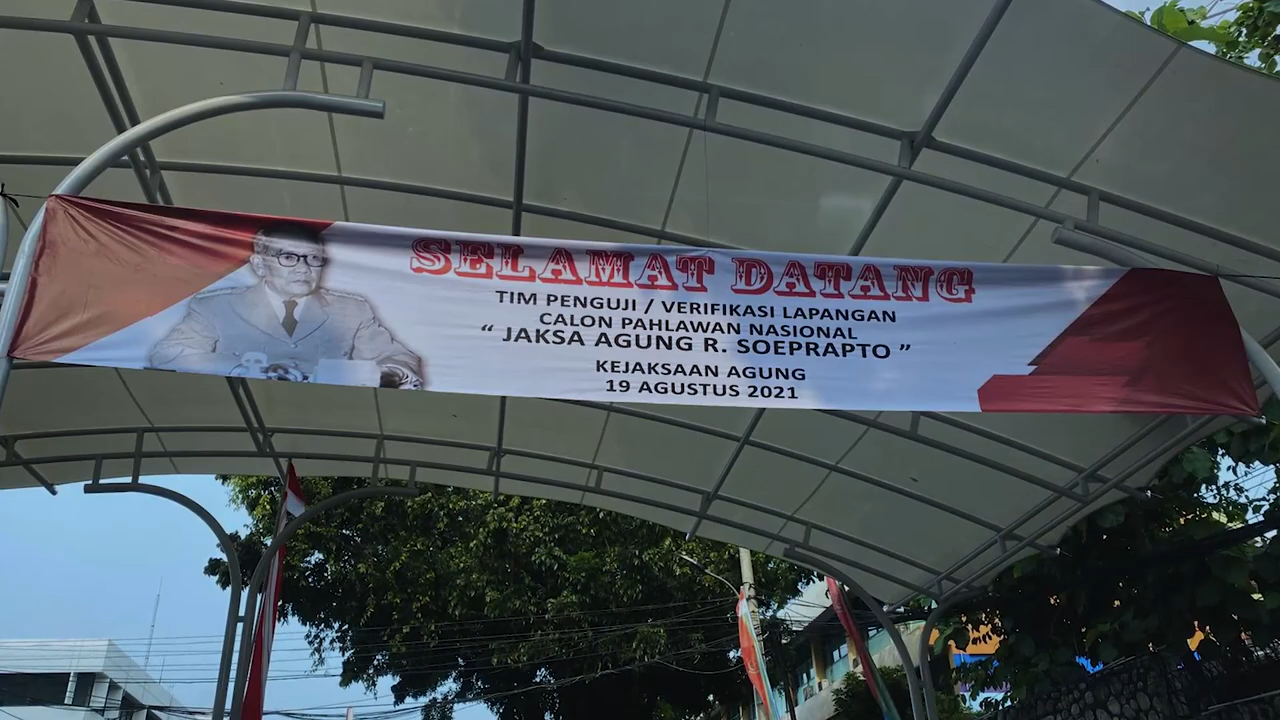 SELAMAT DATANG
TIM PENGUJI / VERIFIKASI LAPANGAN
CALON PAHLAWAN NASIONAL
“ JAKSA AGUNG R. SOEPRAPTO ”
KEJAKSAAN AGUNG
19 AGUSTUS 2021